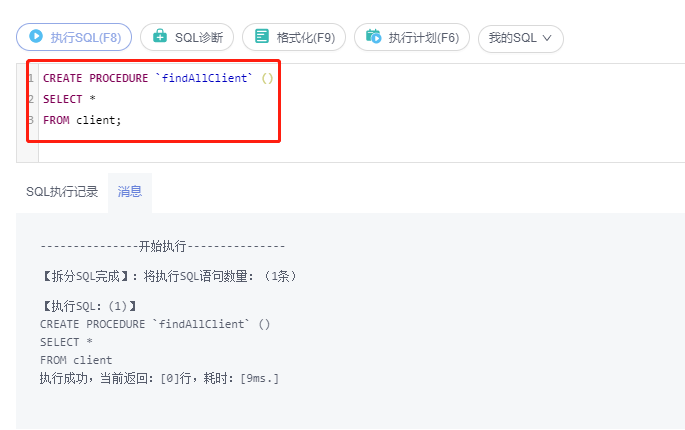 执行SQL(F8) SQL诊断 格式化(F9) 执行计划(F6) 我的SQL
1 CREATE PROCEDURE `findAllClient` ()
2 SELECT *
3 FROM client;
SQL执行记录 消息
---------------开始执行---------------
【拆分SQL完成】：将执行SQL语句数量：（1条）
【执行SQL：(1)】
CREATE PROCEDURE `findAllClient` ()
SELECT *
FROM client
执行成功，当前返回：[0]行，耗时：[9ms.]